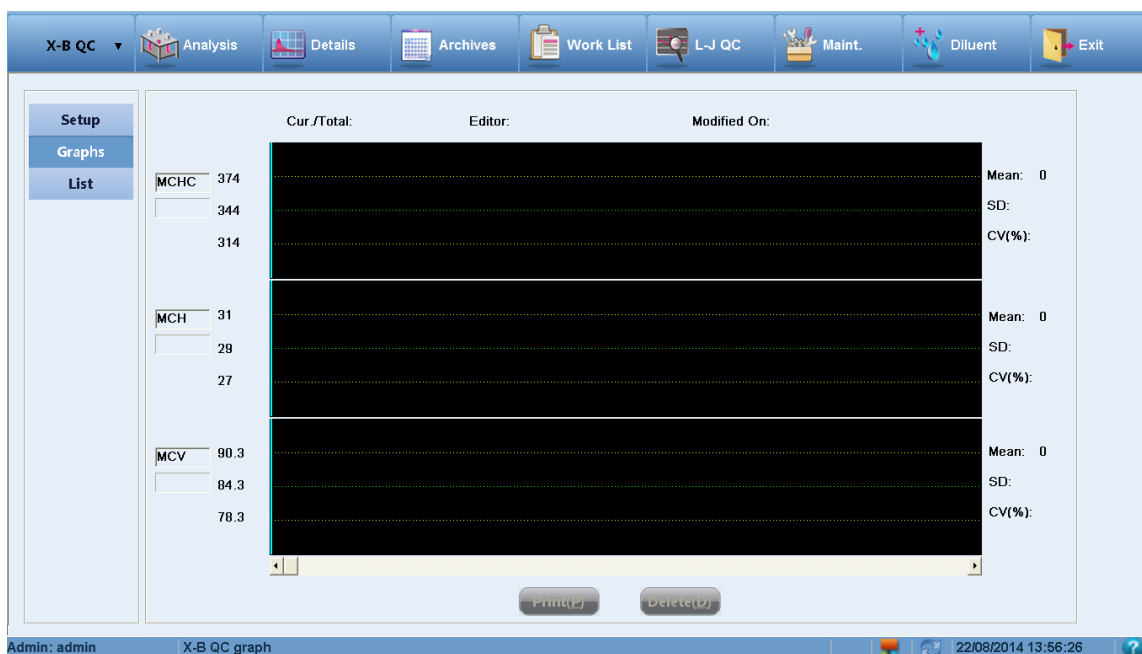 X-B QC ▼ Analysis Details Archives Work List L-J QC Maint. Diluent Exit
Setup
Graphs
List
Cur./Total: Editor: Modified On:
MCHC 374 Mean: 0
344 SD:
314 CV(%):
MCH 31 Mean: 0
29 SD:
27 CV(%):
MCV 90.3 Mean: 0
84.3 SD:
78.3 CV(%):
Print(P) Delete(D)
Admin: admin X-B QC graph 22/08/2014 13:56:26 ?